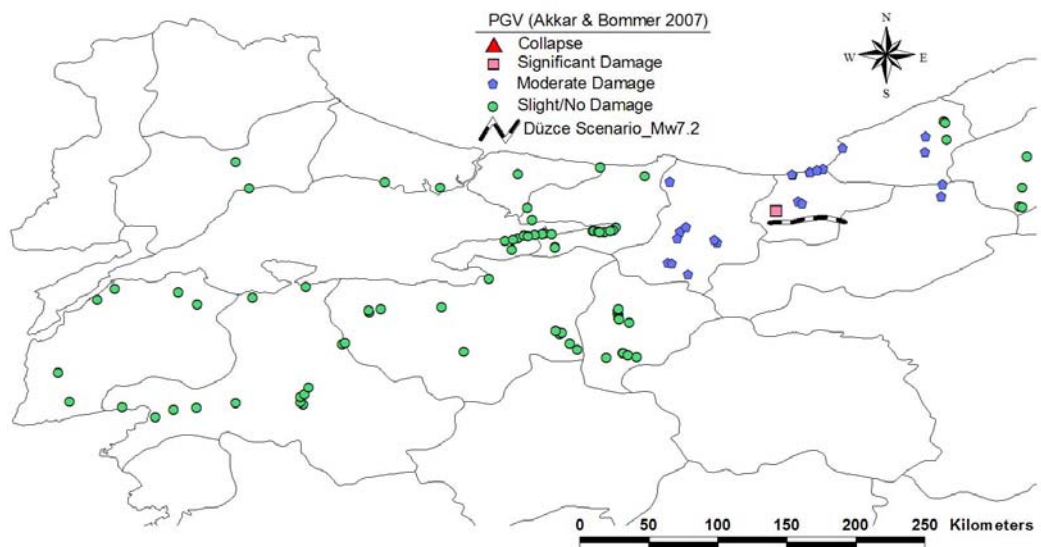 PGV (Akkar & Bommer 2007)
Collapse
Significant Damage
Moderate Damage
Slight/No Damage
Düzce Scenario_Mw7.2
N
W E
S
0 50 100 150 200 250 Kilometers